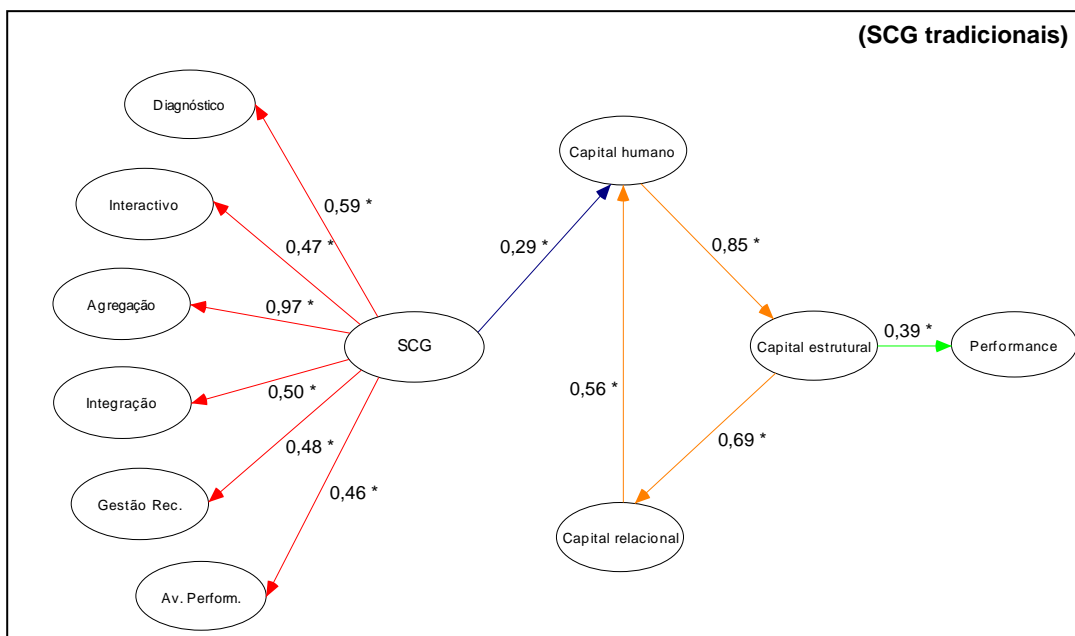 (SCG tradicionais)
Diagnóstico
Capital humano
Interactivo
0,59 *
0,47 *
0,29 *
0,85 *
Agregação
0,97 *
SCG
Capital estrutural
0,39 *
Performance
Integração
0,50 *
0,56 *
0,48 *
0,69 *
0,46 *
Gestão Rec.
Capital relacional
Av. Perform.